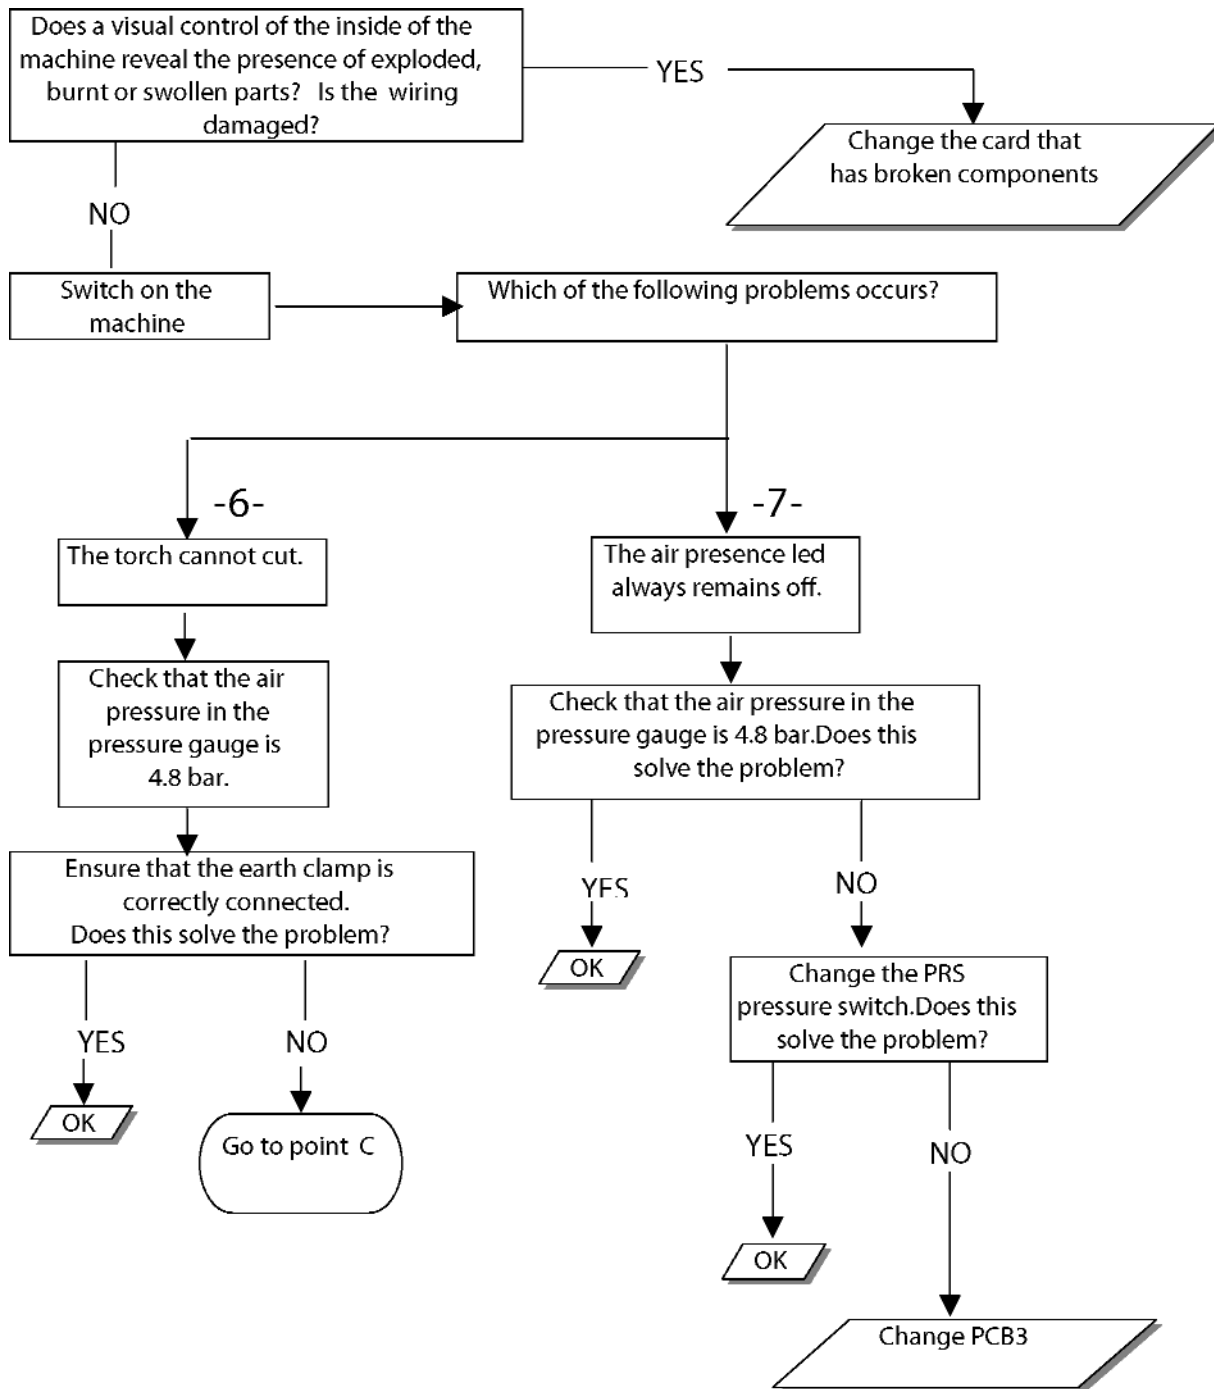 Does a visual control of the inside of the
machine reveal the presence of exploded,
burnt or swollen parts? Is the wiring
damaged?
YES
Change the card that
has broken components
NO
Switch on the
machine
Which of the following problems occurs?
-6-
The torch cannot cut.
Check that the air
pressure in the
pressure gauge is
4.8 bar.
Ensure that the earth clamp is
correctly connected.
Does this solve the problem?
YES
OK
NO
Go to point C
-7-
The air presence led
always remains off.
Check that the air pressure in the
pressure gauge is 4.8 bar.Does this
solve the problem?
YES
OK
NO
Change the PRS
pressure switch.Does this
solve the problem?
YES
OK
NO
Change PCB3